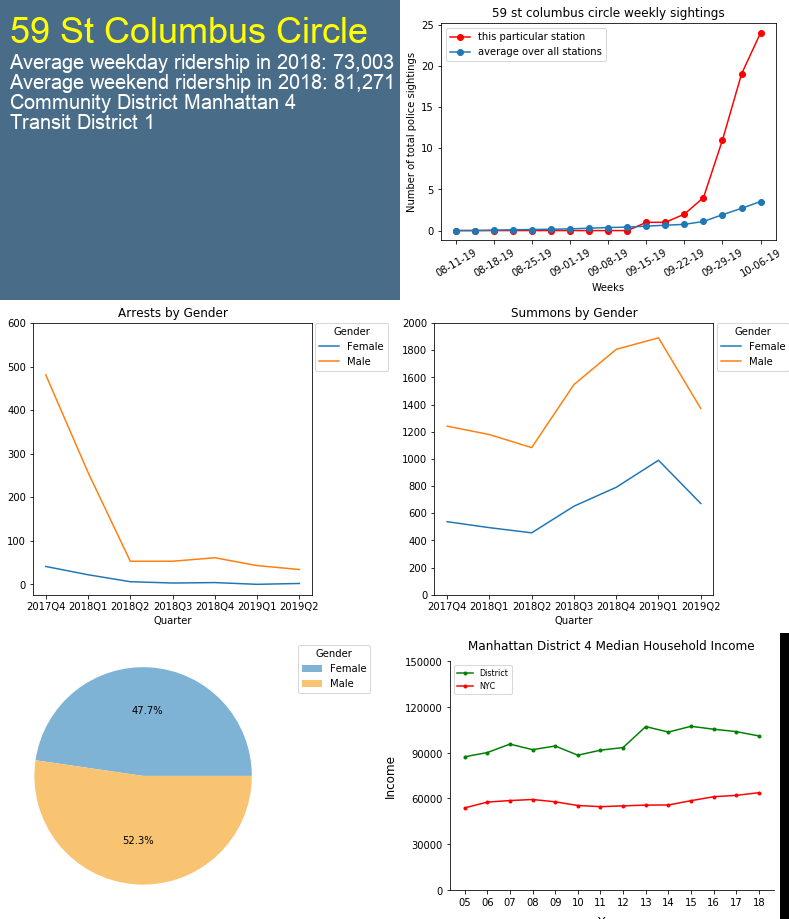 59 St Columbus Circle
Average weekday ridership in 2018: 73,003
Average weekend ridership in 2018: 81,271
Community District Manhattan 4
Transit District 1
59 st columbus circle weekly sightings
this particular station
average over all stations
Number of total police sightings
25
20
15
10
5
0
08-11-19
08-18-19
08-25-19
09-01-19
09-08-19
09-15-19
09-22-19
09-29-19
10-06-19
Weeks
Arrests by Gender
Gender
Female
Male
600
500
400
300
200
100
0
2017Q4 2018Q1 2018Q2 2018Q3 2018Q4 2019Q1 2019Q2
Quarter
Summons by Gender
Gender
Female
Male
2000
1800
1600
1400
1200
1000
800
600
400
200
0
2017Q4 2018Q1 2018Q2 2018Q3 2018Q4 2019Q1 2019Q2
Quarter
Gender
Female
Male
47.7%
52.3%
Manhattan District 4 Median Household Income
District
NYC
Income
150000
120000
90000
60000
30000
0
05 06 07 08 09 10 11 12 13 14 15 16 17 18